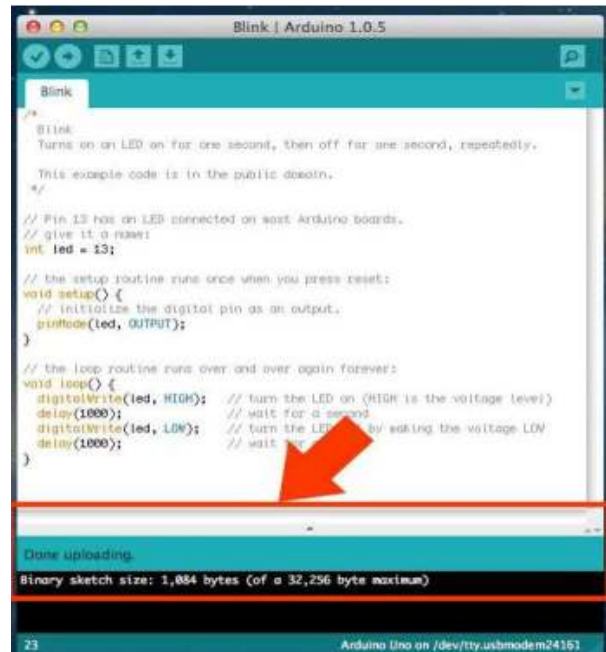 Blink | Arduino 1.0.5
Blink
/*
Blink
Turns on an LED on for one second, then off for one second, repeatedly.
This example code is in the public domain.
*/
// Pin 13 has an LED connected on most Arduino boards.
// give it a name:
int led = 13;
// the setup routine runs once when you press reset:
void setup() {
// initialize the digital pin as an output.
pinMode(led, OUTPUT);
}
// the loop routine runs over and over again forever:
void loop() {
digitalWrite(led, HIGH); // turn the LED on (HIGH is the voltage level)
delay(1000); // wait for a second
digitalWrite(led, LOW); // turn the LED by making the voltage LOW
delay(1000); // wait
}
Done uploading.
Binary sketch size: 1,084 bytes (of a 32,256 byte maximum)
23 Arduino Uno on /dev/tty.usbmodem24161